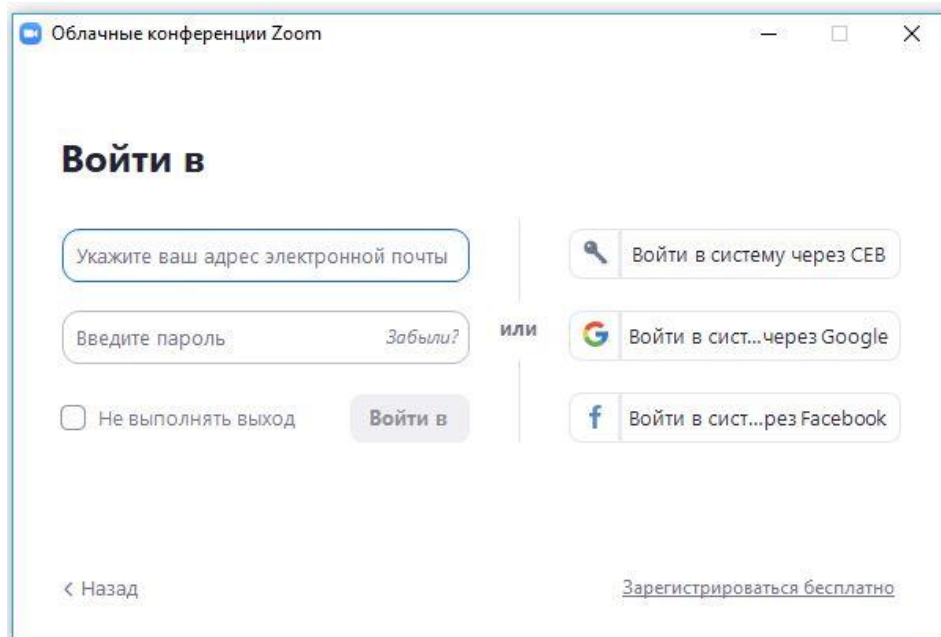 Облачные конференции Zoom
Войти в
Укажите ваш адрес электронной почты
Введите пароль
Забыли?
Не выполнять выход
Войти в
или
Войти в систему через СЕВ
Войти в сист...через Google
Войти в сист...рез Facebook
< Назад
Зарегистрироваться бесплатно